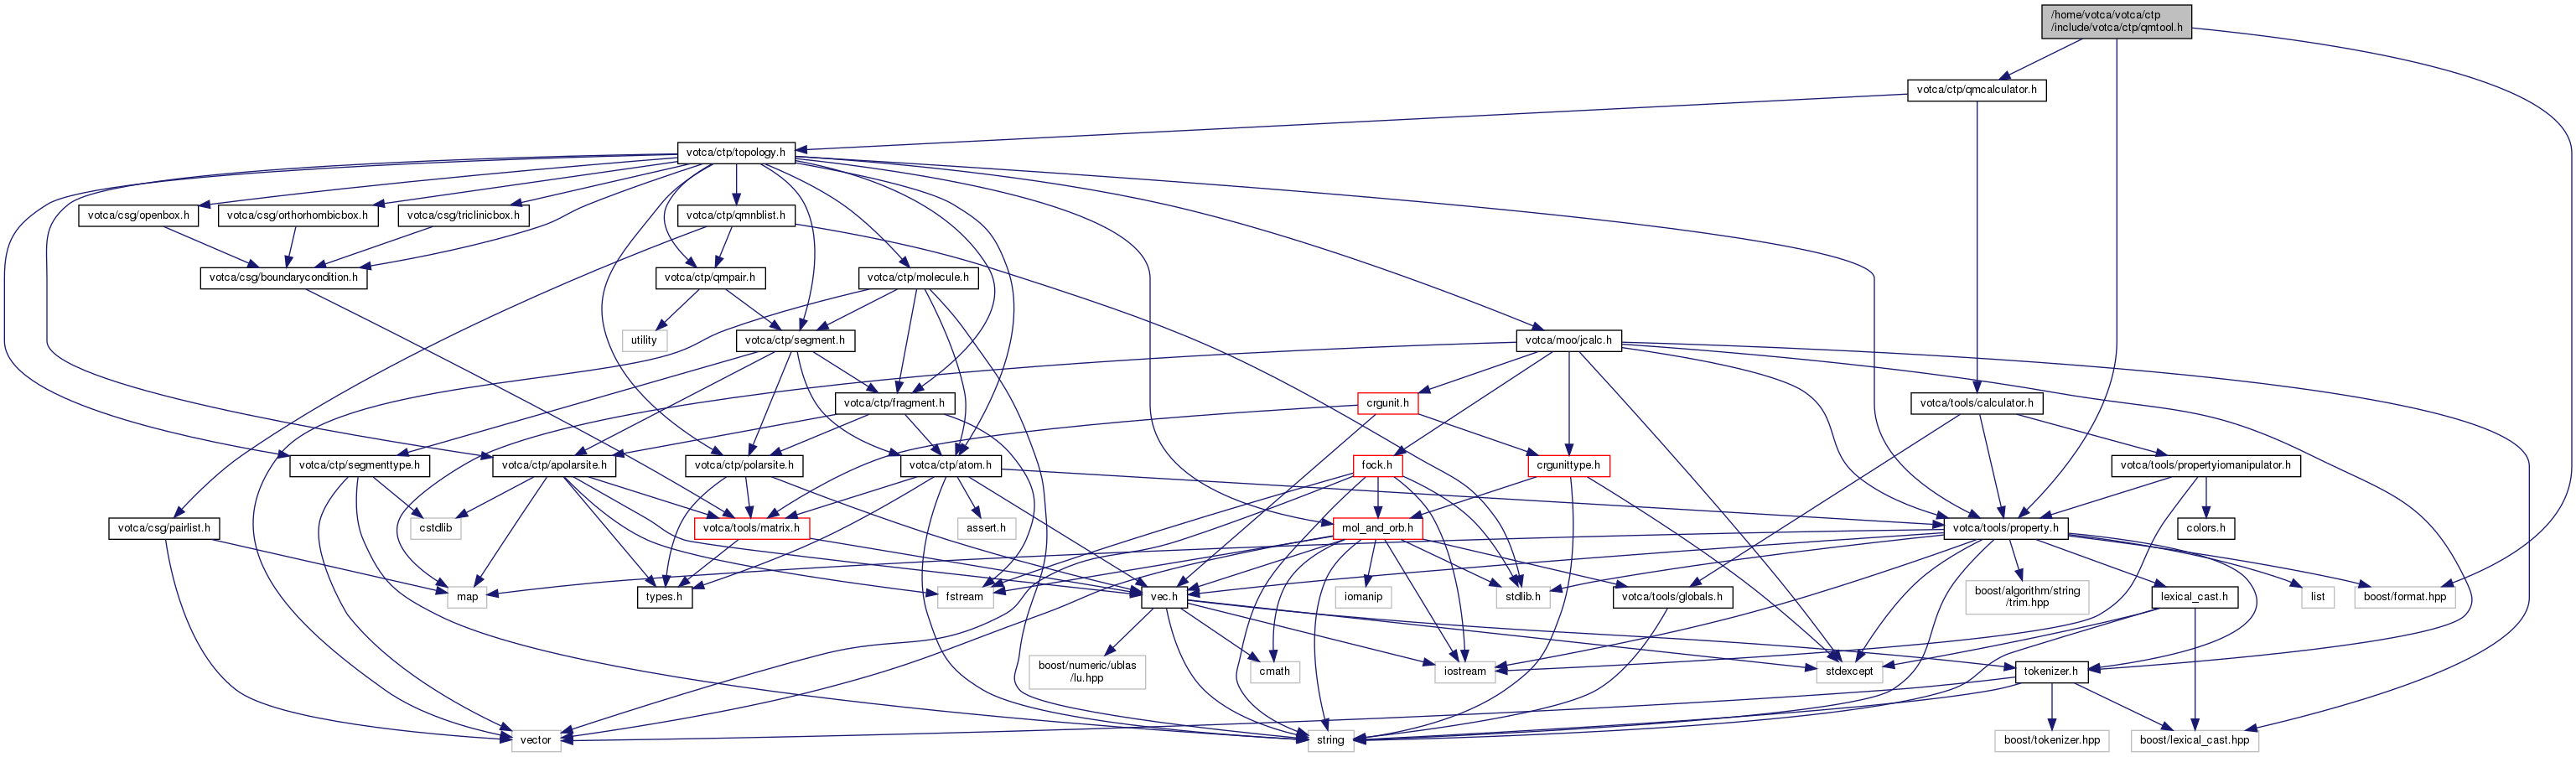 /home/votca/votca/ctp
/include/votca/ctp/qmtool.h
votca/ctp/qmcalculator.h
votca/ctp/topology.h
votca/csg/openbox.h
votca/csg/orthorhombicbox.h
votca/csg/triclinicbox.h
votca/ctp/qmnblist.h
votca/csg/boundarycondition.h
votca/ctp/qmpair.h
votca/ctp/molecule.h
utility
votca/ctp/segment.h
votca/moo/jcalc.h
votca/ctp/fragment.h
crgunit.h
votca/tools/calculator.h
votca/ctp/segmenttype.h
votca/ctp/apolarsite.h
votca/ctp/polarsite.h
votca/ctp/atom.h
fock.h
crgunittype.h
votca/tools/propertyiomanipulator.h
votca/csg/pairlist.h
cstdlib
votca/tools/matrix.h
assert.h
mol_and_orb.h
votca/tools/property.h
colors.h
map
types.h
fstream
vec.h
iomanip
stdlib.h
votca/tools/globals.h
boost/algorithm/string
/trim.hpp
lexical_cast.h
list
boost/format.hpp
boost/numeric/ublas
/lu.hpp
cmath
iostream
stdexcept
tokenizer.h
vector
string
boost/tokenizer.hpp
boost/lexical_cast.hpp